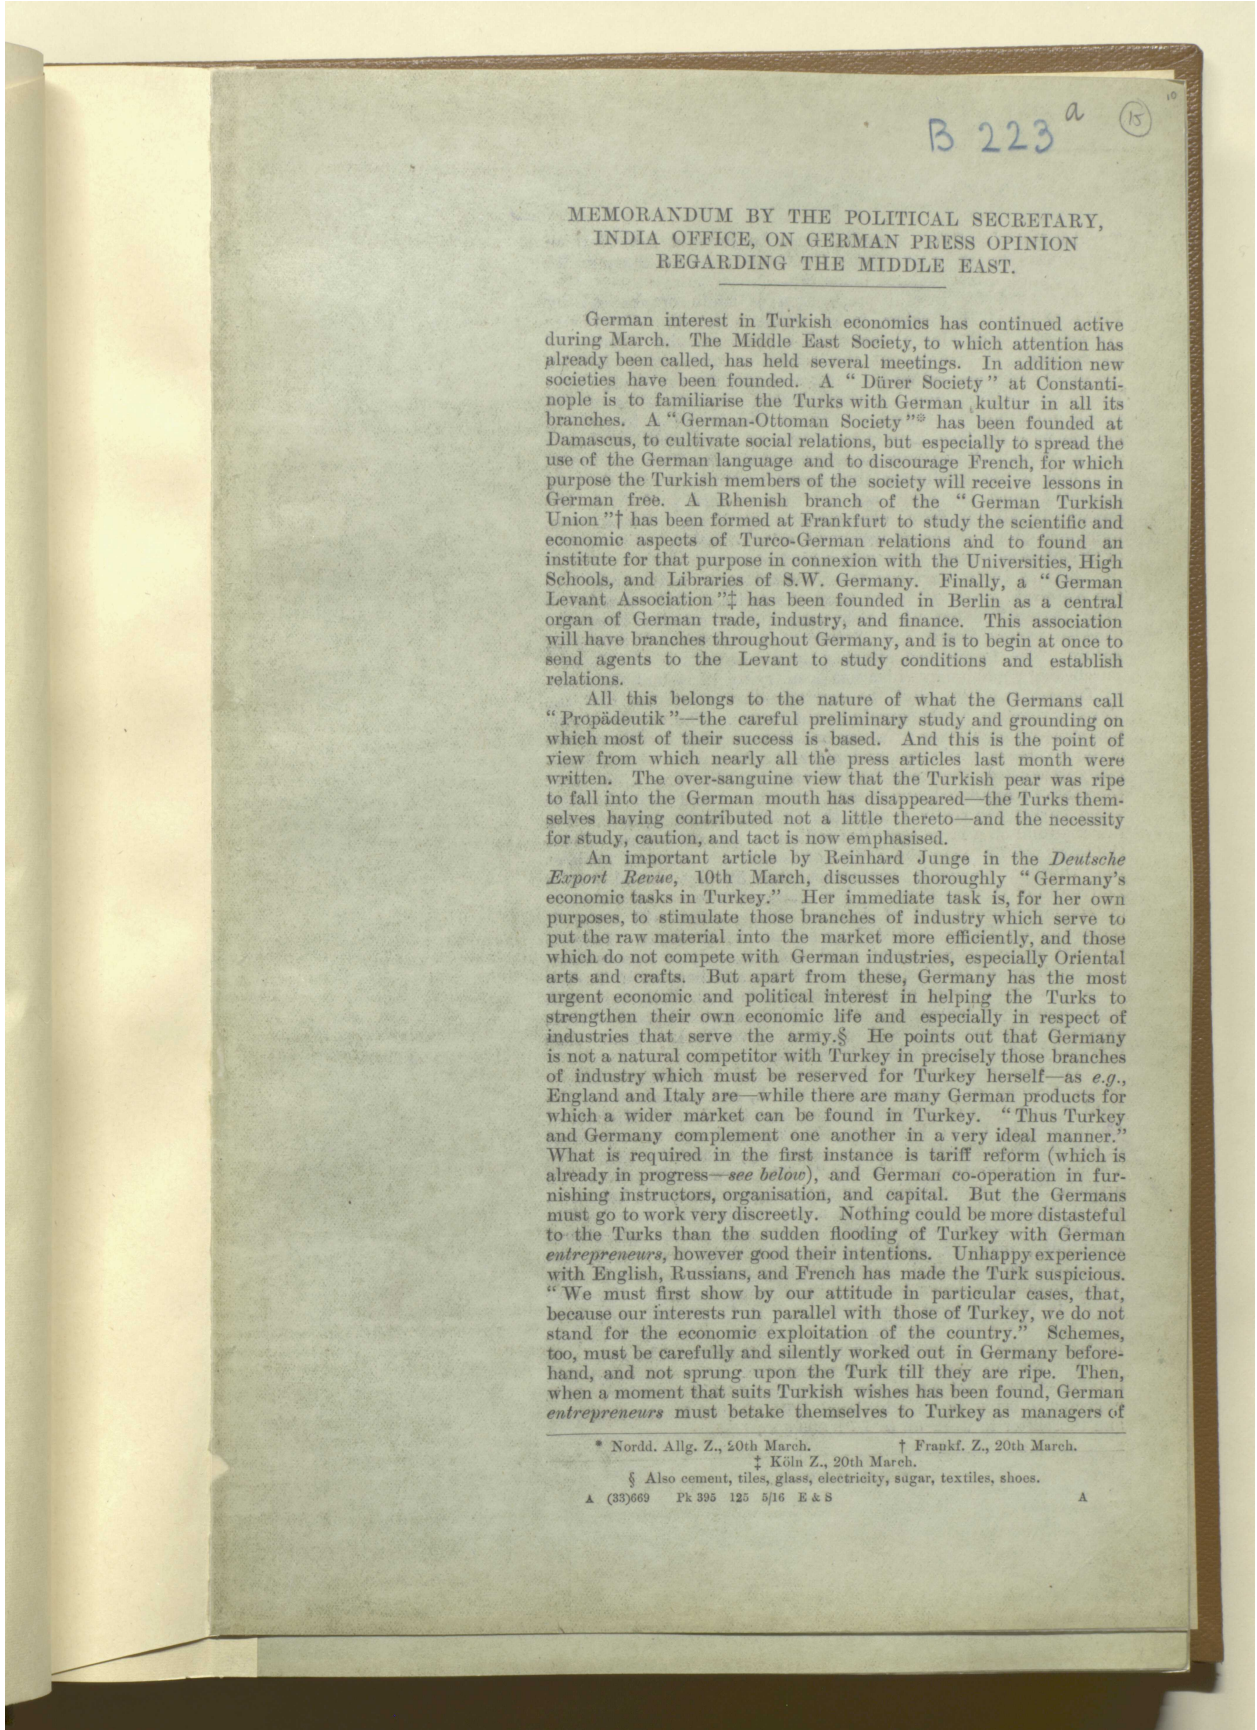 10
B 223 a
15
MEMORANDUM BY THE POLITICAL SECRETARY,
INDIA OFFICE, ON GERMAN PRESS OPINION
REGARDING THE MIDDLE EAST.
German interest in Turkish economics has continued active
during March. The Middle East Society, to which attention has
already been called, has held several meetings. In addition new
societies have been founded. A “Dürer Society” at Constanti-
nople is to familiarise the Turks with German kultur in all its
branches. A “German-Ottoman Society”* has been founded at
Damascus, to cultivate social relations, but especially to spread the
use of the German language and to discourage French, for which
purpose the Turkish members of the society will receive lessons in
German free. A Rhenish branch of the “German Turkish
Union”† has been formed at Frankfurt to study the scientific and
economic aspects of Turco-German relations and to found an
institute for that purpose in connexion with the Universities, High
Schools, and Libraries of S.W. Germany. Finally, a “German
Levant Association”‡ has been founded in Berlin as a central
organ of German trade, industry, and finance. This association
will have branches throughout Germany, and is to begin at once to
send agents to the Levant to study conditions and establish
relations.
All this belongs to the nature of what the Germans call
“Propädeutik”—the careful preliminary study and grounding on
which most of their success is based. And this is the point of
view from which nearly all the press articles last month were
written. The over-sanguine view that the Turkish pear was ripe
to fall into the German mouth has disappeared—the Turks them-
selves having contributed not a little thereto—and the necessity
for study, caution, and tact is now emphasised.
An important article by Reinhard Junge in the Deutsche
Export Revue, 10th March, discusses thoroughly “Germany's
economic tasks in Turkey.” Her immediate task is, for her own
purposes, to stimulate those branches of industry which serve to
put the raw material into the market more efficiently, and those
which do not compete with German industries, especially Oriental
arts and crafts. But apart from these, Germany has the most
urgent economic and political interest in helping the Turks to
strengthen their own economic life and especially in respect of
industries that serve the army.§ He points out that Germany
is not a natural competitor with Turkey in precisely those branches
of industry which must be reserved for Turkey herself—as e.g.,
England and Italy are—while there are many German products for
which a wider market can be found in Turkey. “Thus Turkey
and Germany complement one another in a very ideal manner.”
What is required in the first instance is tariff reform (which is
already in progress—see below), and German co-operation in fur-
nishing instructors, organisation, and capital. But the Germans
must go to work very discreetly. Nothing could be more distasteful
to the Turks than the sudden flooding of Turkey with German
entrepreneurs, however good their intentions. Unhappy experience
with English, Russians, and French has made the Turk suspicious.
“We must first show by our attitude in particular cases, that,
because our interests run parallel with those of Turkey, we do not
stand for the economic exploitation of the country.” Schemes,
too, must be carefully and silently worked out in Germany before-
hand, and not sprung upon the Turk till they are ripe. Then,
when a moment that suits Turkish wishes has been found, German
entrepreneurs must betake themselves to Turkey as managers of
* Nordd. Allg. Z., 20th March. † Frankf. Z., 20th March.
‡ Köln Z., 20th March.
§ Also cement, tiles, glass, electricity, sugar, textiles, shoes.
A (33)669 Pk 395 125 5/16 E & S A